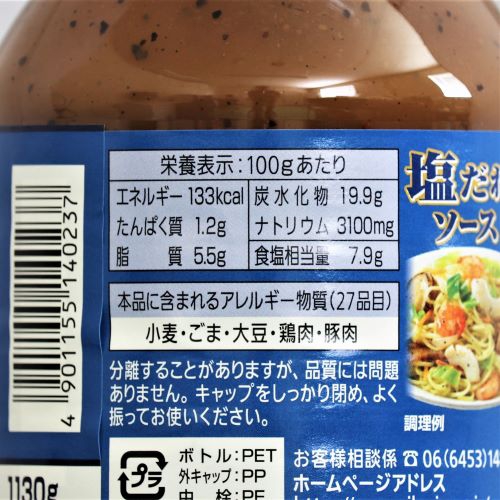 栄養表示：100gあたり
エネルギー 133kcal 炭水化物 19.9g
たんぱく質 1.2g ナトリウム 3100mg
脂質 5.5g 食塩相当量 7.9g
本品に含まれるアレルギー物質（27品目）
小麦・ごま・大豆・鶏肉・豚肉
分離することがありますが、品質には問題
ありません。キャップをしっかり閉め、よく
振ってお使いください。
塩だれ
ソース
調理例
4 901155 140237
1130g
プラ
ボトル：PET
外キャップ：PP
中栓：PE
お客様相談係 ☎06(6453)14
ホームページアドレス